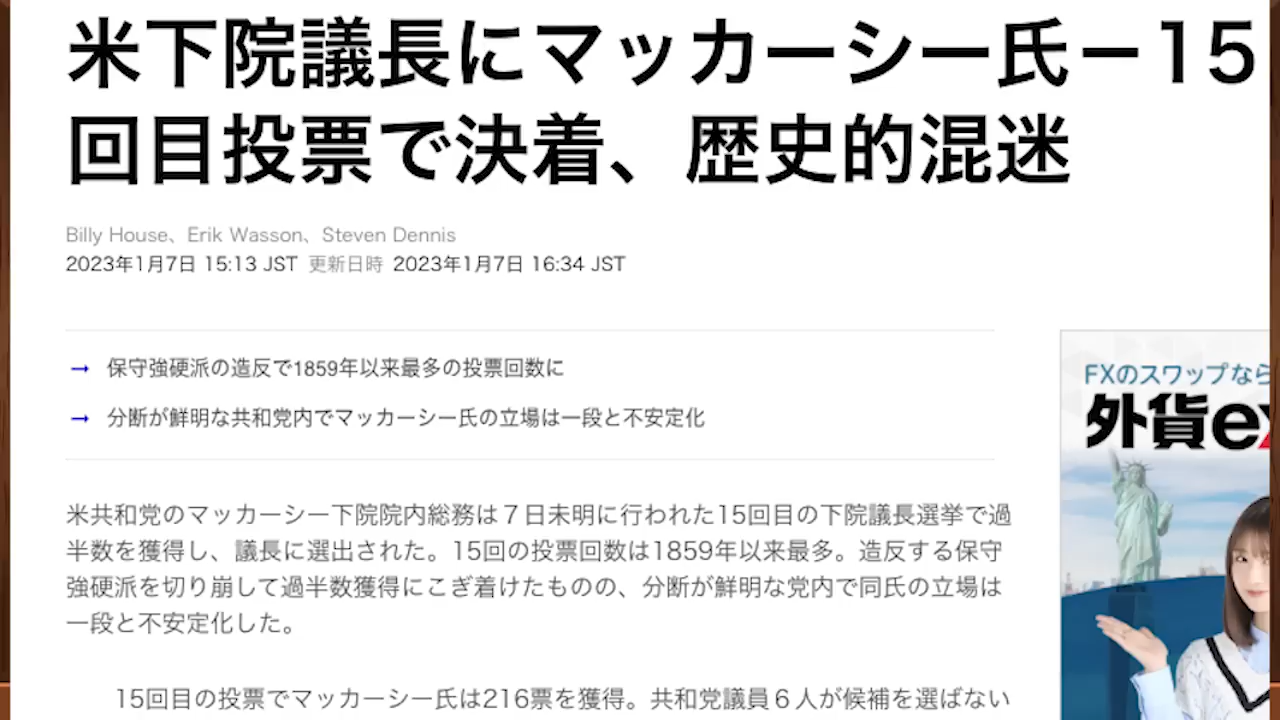 米下院議長にマッカーシー氏－15
回目投票で決着、歴史的混迷
Billy House、Erik Wasson、Steven Dennis
2023年1月7日 15:13 JST 更新日時 2023年1月7日 16:34 JST
→ 保守強硬派の造反で1859年以来最多の投票回数に
→ 分断が鮮明な共和党内でマッカーシー氏の立場は一段と不安定化
米共和党のマッカーシー下院院内総務は７日未明に行われた15回目の下院議長選挙で過
半数を獲得し、議長に選出された。15回の投票回数は1859年以来最多。造反する保守
強硬派を切り崩して過半数獲得にこぎ着けたものの、分断が鮮明な党内で同氏の立場は
一段と不安定化した。
15回目の投票でマッカーシー氏は216票を獲得。共和党議員６人が候補を選ばない
FXのスワップなら
外貨e